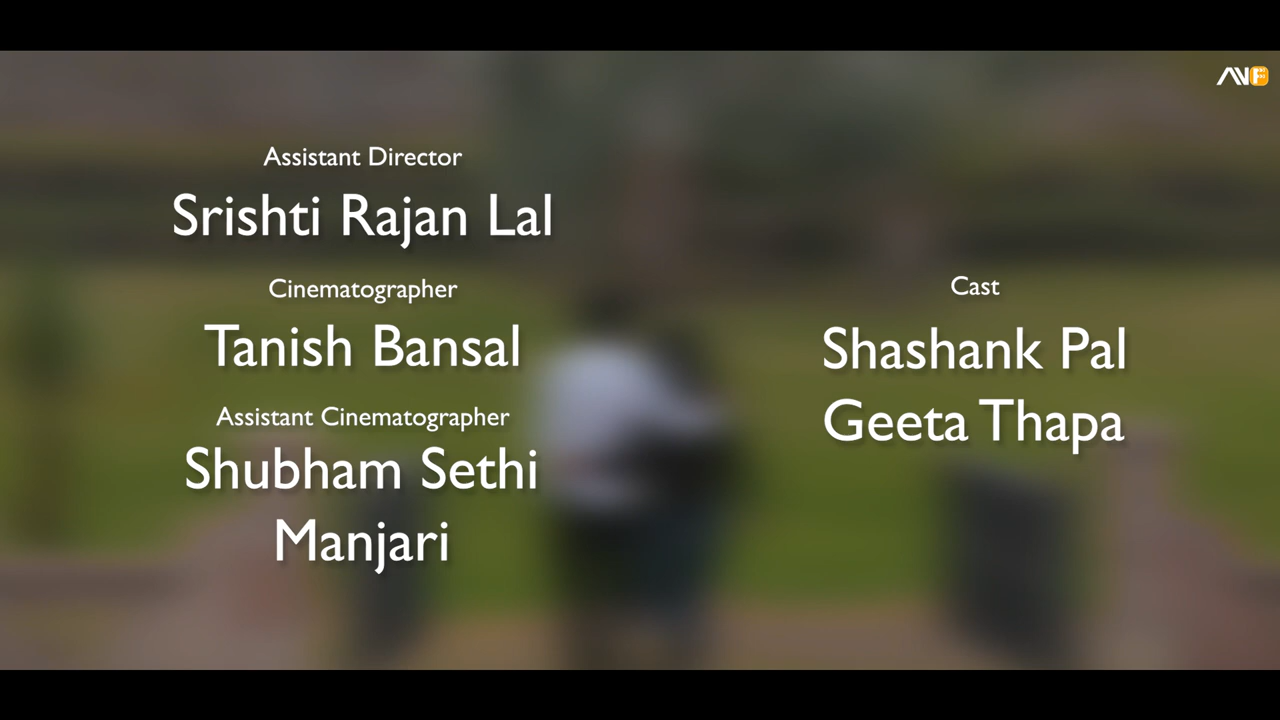 Assistant Director
Srishti Rajan Lal
Cinematographer
Tanish Bansal
Assistant Cinematographer
Shubham Sethi
Manjari
Cast
Shashank Pal
Geeta Thapa